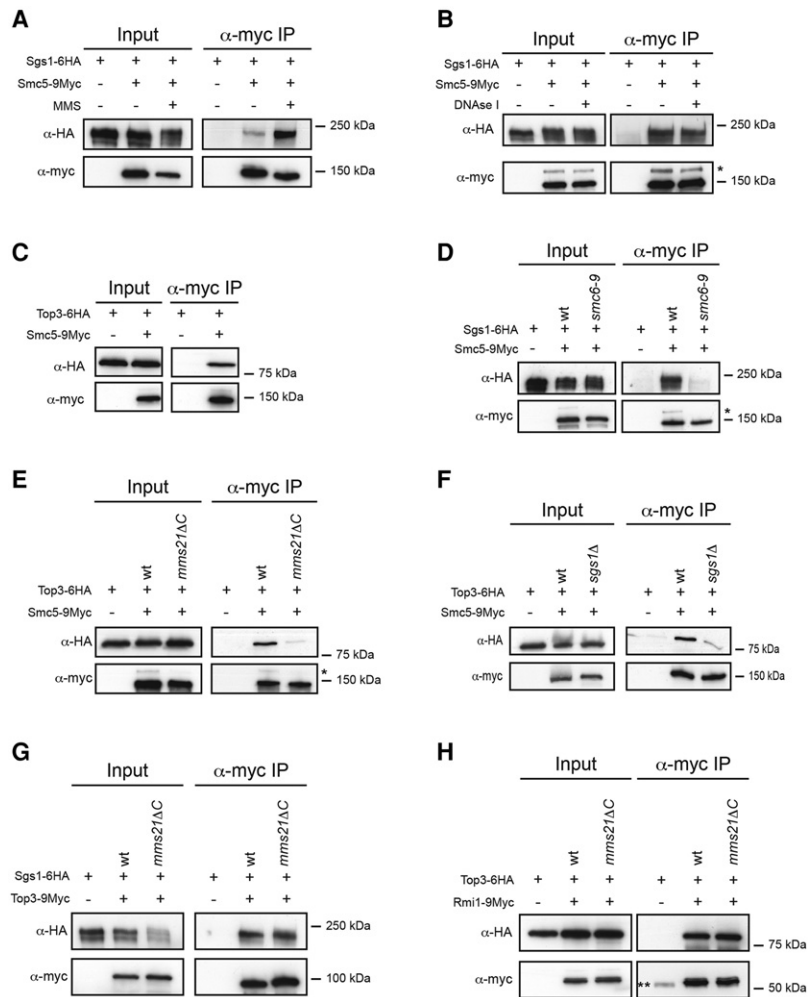 A
Input α-myc IP
Sgs1-6HA + + + + + +
Smc5-9Myc - + + - + +
MMS + +
α-HA 250 kDa
α-myc 150 kDa
B
Input α-myc IP
Sgs1-6HA + + + + + +
Smc5-9Myc - + + - + +
DNAse I + +
α-HA 250 kDa
α-myc * 150 kDa
C
Input α-myc IP
Top3-6HA + + + +
Smc5-9Myc - + - +
α-HA 75 kDa
α-myc 150 kDa
D
Input α-myc IP
wt smc6-9 wt smc6-9
Sgs1-6HA + + + + + +
Smc5-9Myc - + + - + +
α-HA 250 kDa
α-myc * 150 kDa
E
Input α-myc IP
wt mms21ΔC wt mms21ΔC
Top3-6HA + + + + + +
Smc5-9Myc - + + - + +
α-HA 75 kDa
α-myc * 150 kDa
F
Input α-myc IP
wt sgs1Δ wt sgs1Δ
Top3-6HA + + + + + +
Smc5-9Myc - + + - + +
α-HA 75 kDa
α-myc 150 kDa
G
Input α-myc IP
wt mms21ΔC wt mms21ΔC
Sgs1-6HA + + + + + +
Top3-9Myc - + + - + +
α-HA 250 kDa
α-myc 100 kDa
H
Input α-myc IP
wt mms21ΔC wt mms21ΔC
Top3-6HA + + + + + +
Rmi1-9Myc - + + - + +
α-HA 75 kDa
α-myc ** 50 kDa